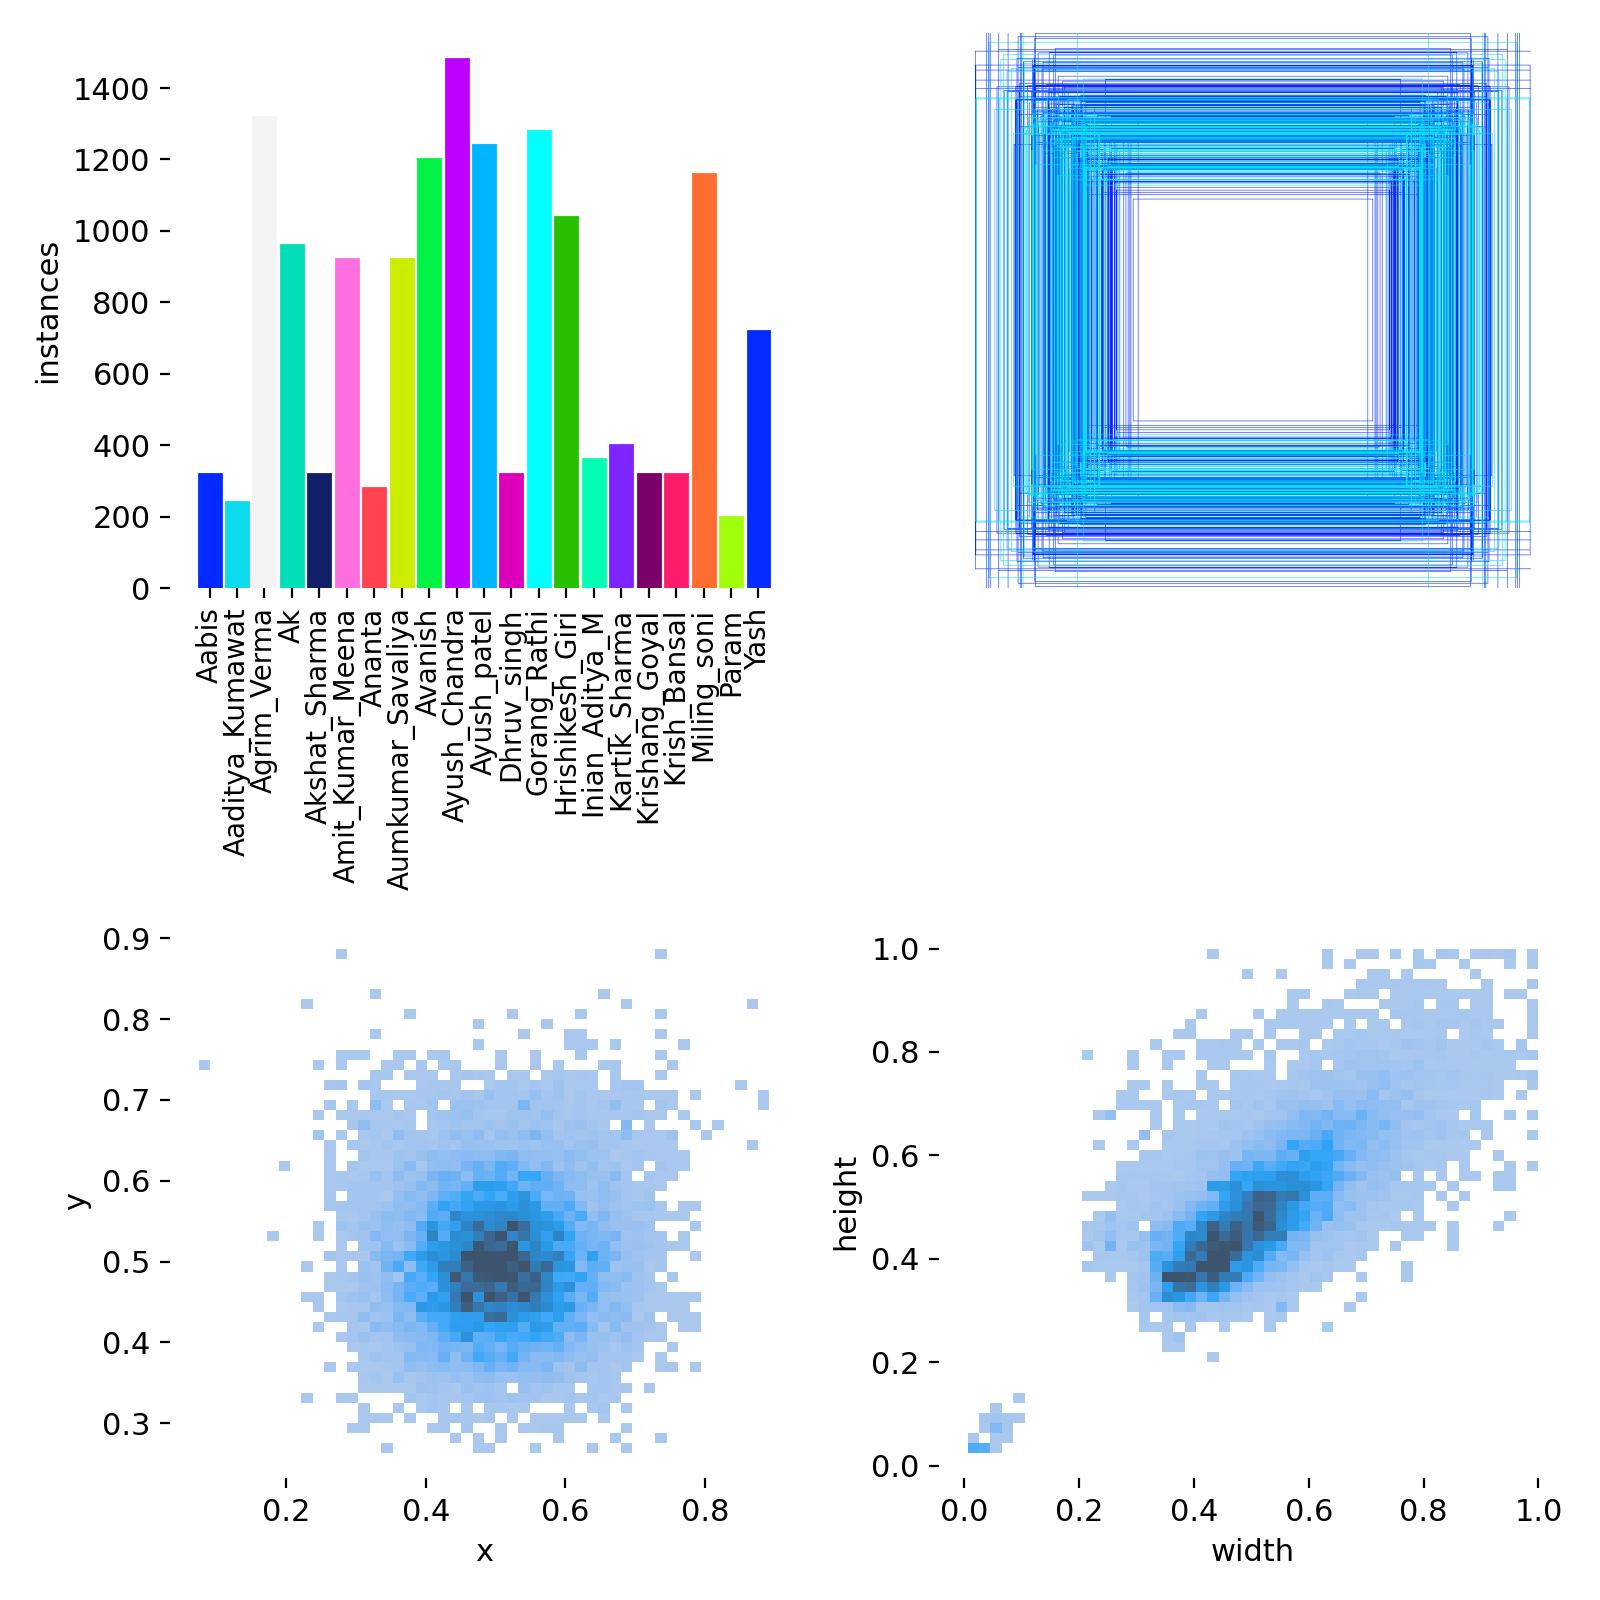 instances
1400
1200
1000
800
600
400
200
0
Aabis
Aaditya_Kumawat
Agrim_Verma
Ak
Akshat_Sharma
Amit_Kumar_Meena
Ananta
Aumkumar_Savaliya
Avanish
Ayush_Chandra
Ayush_patel
Dhruv_singh
Gorang_Rathi
Hrishikesh_Giri
Inian_Aditya_M
Kartik_Sharma
Krishang_Goyal
Krish_Bansal
Miling_soni
Param
Yash
y
0.9
0.8
0.7
0.6
0.5
0.4
0.3
0.2 0.4 0.6 0.8
x
height
1.0
0.8
0.6
0.4
0.2
0.0
0.0 0.2 0.4 0.6 0.8 1.0
width